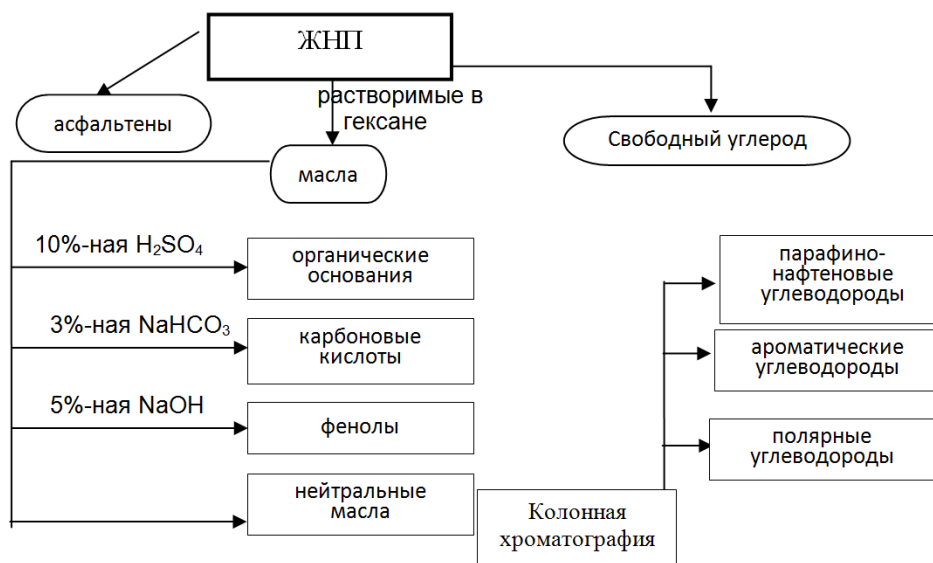 ЖНП
растворимые в
гексане
асфальтены
Свободный углерод
масла
10%-ная H₂SO₄
органические
основания
3%-ная NaHCO₃
карбоновые
кислоты
5%-ная NaOH
фенолы
нейтральные
масла
Колонная
хроматография
парафино-
нафтеновые
углеводороды
ароматические
углеводороды
полярные
углеводороды